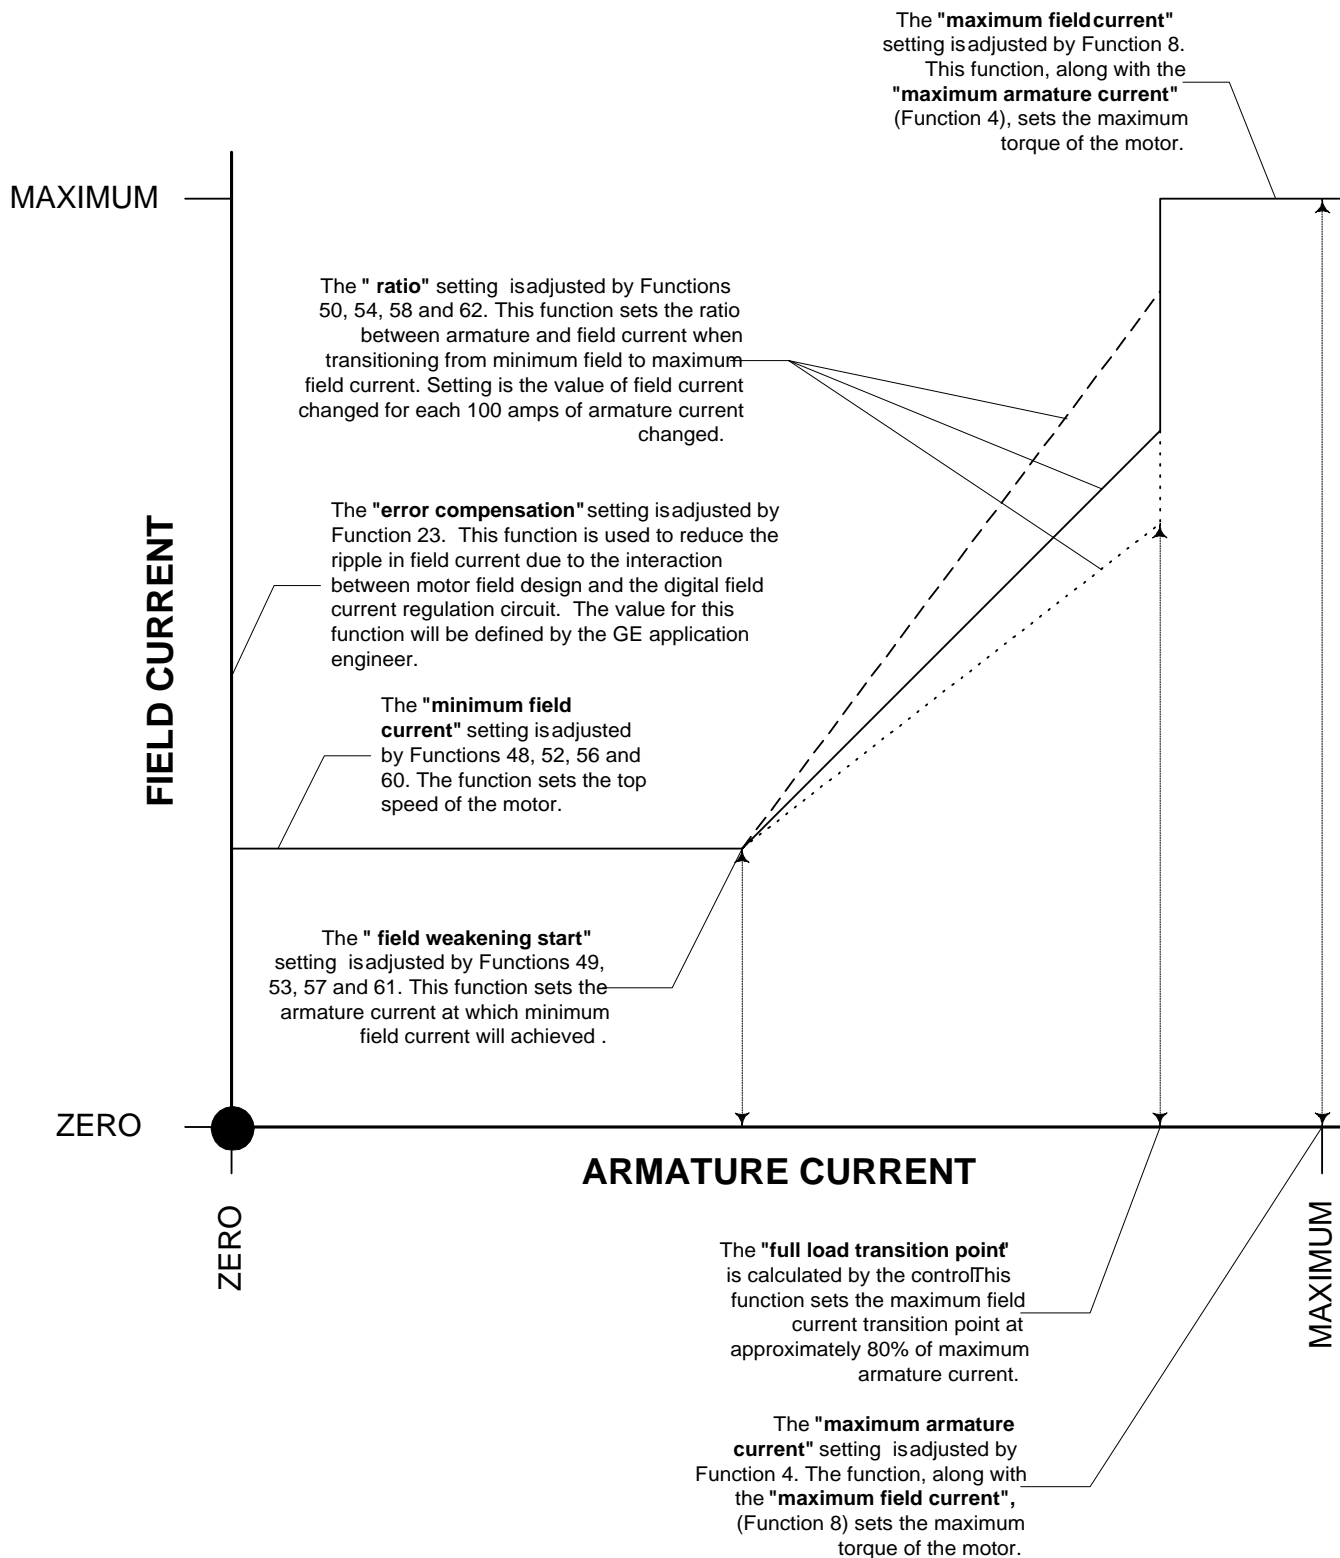 The "maximum field current"
setting is adjusted by Function 8.
This function, along with the
"maximum armature current"
(Function 4), sets the maximum
torque of the motor.
MAXIMUM
The " ratio" setting is adjusted by Functions
50, 54, 58 and 62. This function sets the ratio
between armature and field current when
transitioning from minimum field to maximum
field current. Setting is the value of field current
changed for each 100 amps of armature current
changed.
The "error compensation" setting is adjusted by
Function 23. This function is used to reduce the
ripple in field current due to the interaction
between motor field design and the digital field
current regulation circuit. The value for this
function will be defined by the GE application
engineer.
FIELD CURRENT
The "minimum field
current" setting is adjusted
by Functions 48, 52, 56 and
60. The function sets the top
speed of the motor.
The " field weakening start"
setting is adjusted by Functions 49,
53, 57 and 61. This function sets the
armature current at which minimum
field current will achieved .
ZERO
ARMATURE CURRENT
ZERO
MAXIMUM
The "full load transition point"
is calculated by the control This
function sets the maximum field
current transition point at
approximately 80% of maximum
armature current.
The "maximum armature
current" setting is adjusted by
Function 4. The function, along with
the "maximum field current",
(Function 8) sets the maximum
torque of the motor.